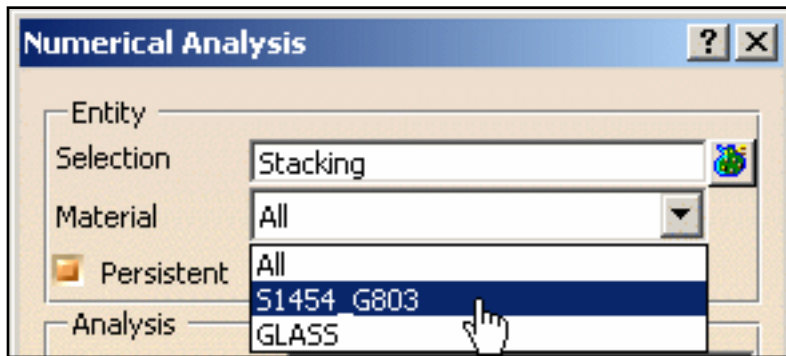 Numerical Analysis ? X
Entity
Selection Stacking
Material All
Persistent All
S1454_G803
Analysis
GLASS